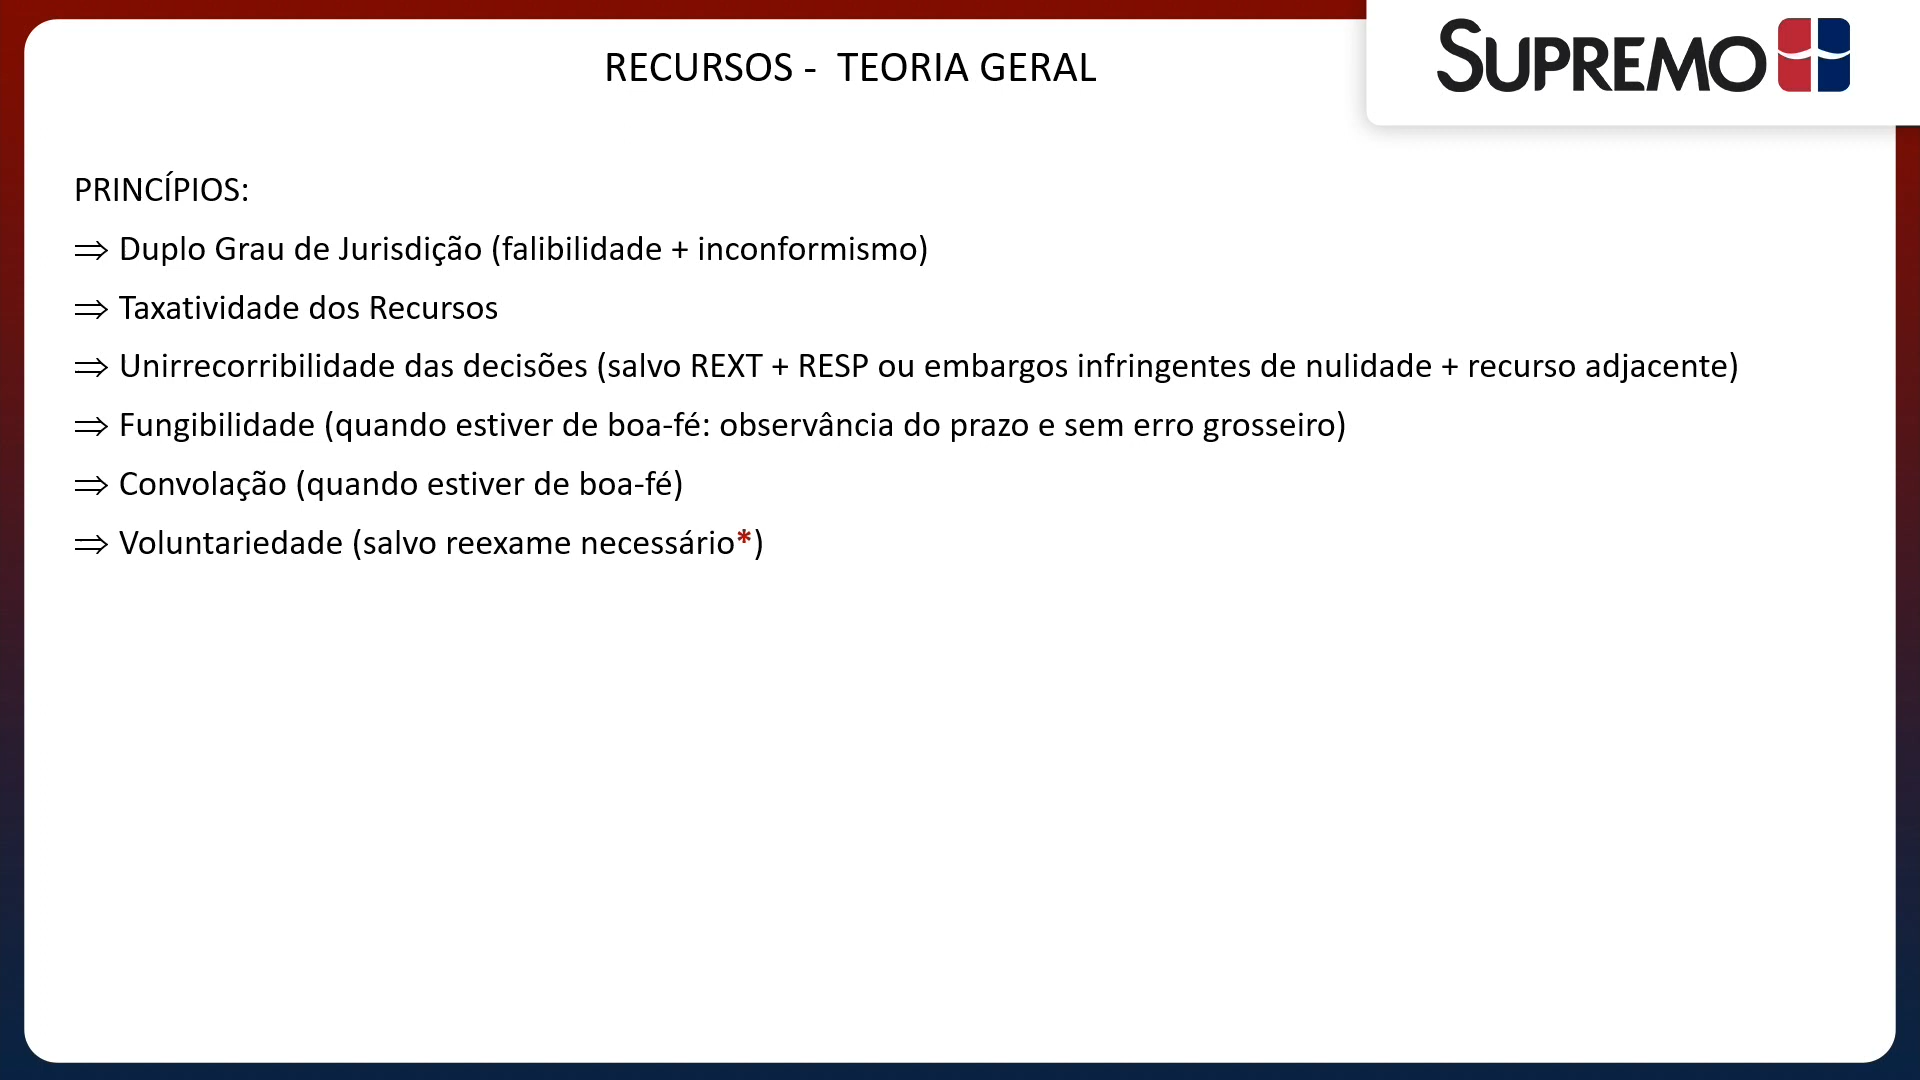 RECURSOS - TEORIA GERAL
SUPREMO
PRINCÍPIOS:
⇒ Duplo Grau de Jurisdição (falibilidade + inconformismo)
⇒ Taxatividade dos Recursos
⇒ Unirrecorribilidade das decisões (salvo REXT + RESP ou embargos infringentes de nulidade + recurso adjacente)
⇒ Fungibilidade (quando estiver de boa-fé: observância do prazo e sem erro grosseiro)
⇒ Convolação (quando estiver de boa-fé)
⇒ Voluntariedade (salvo reexame necessário*)